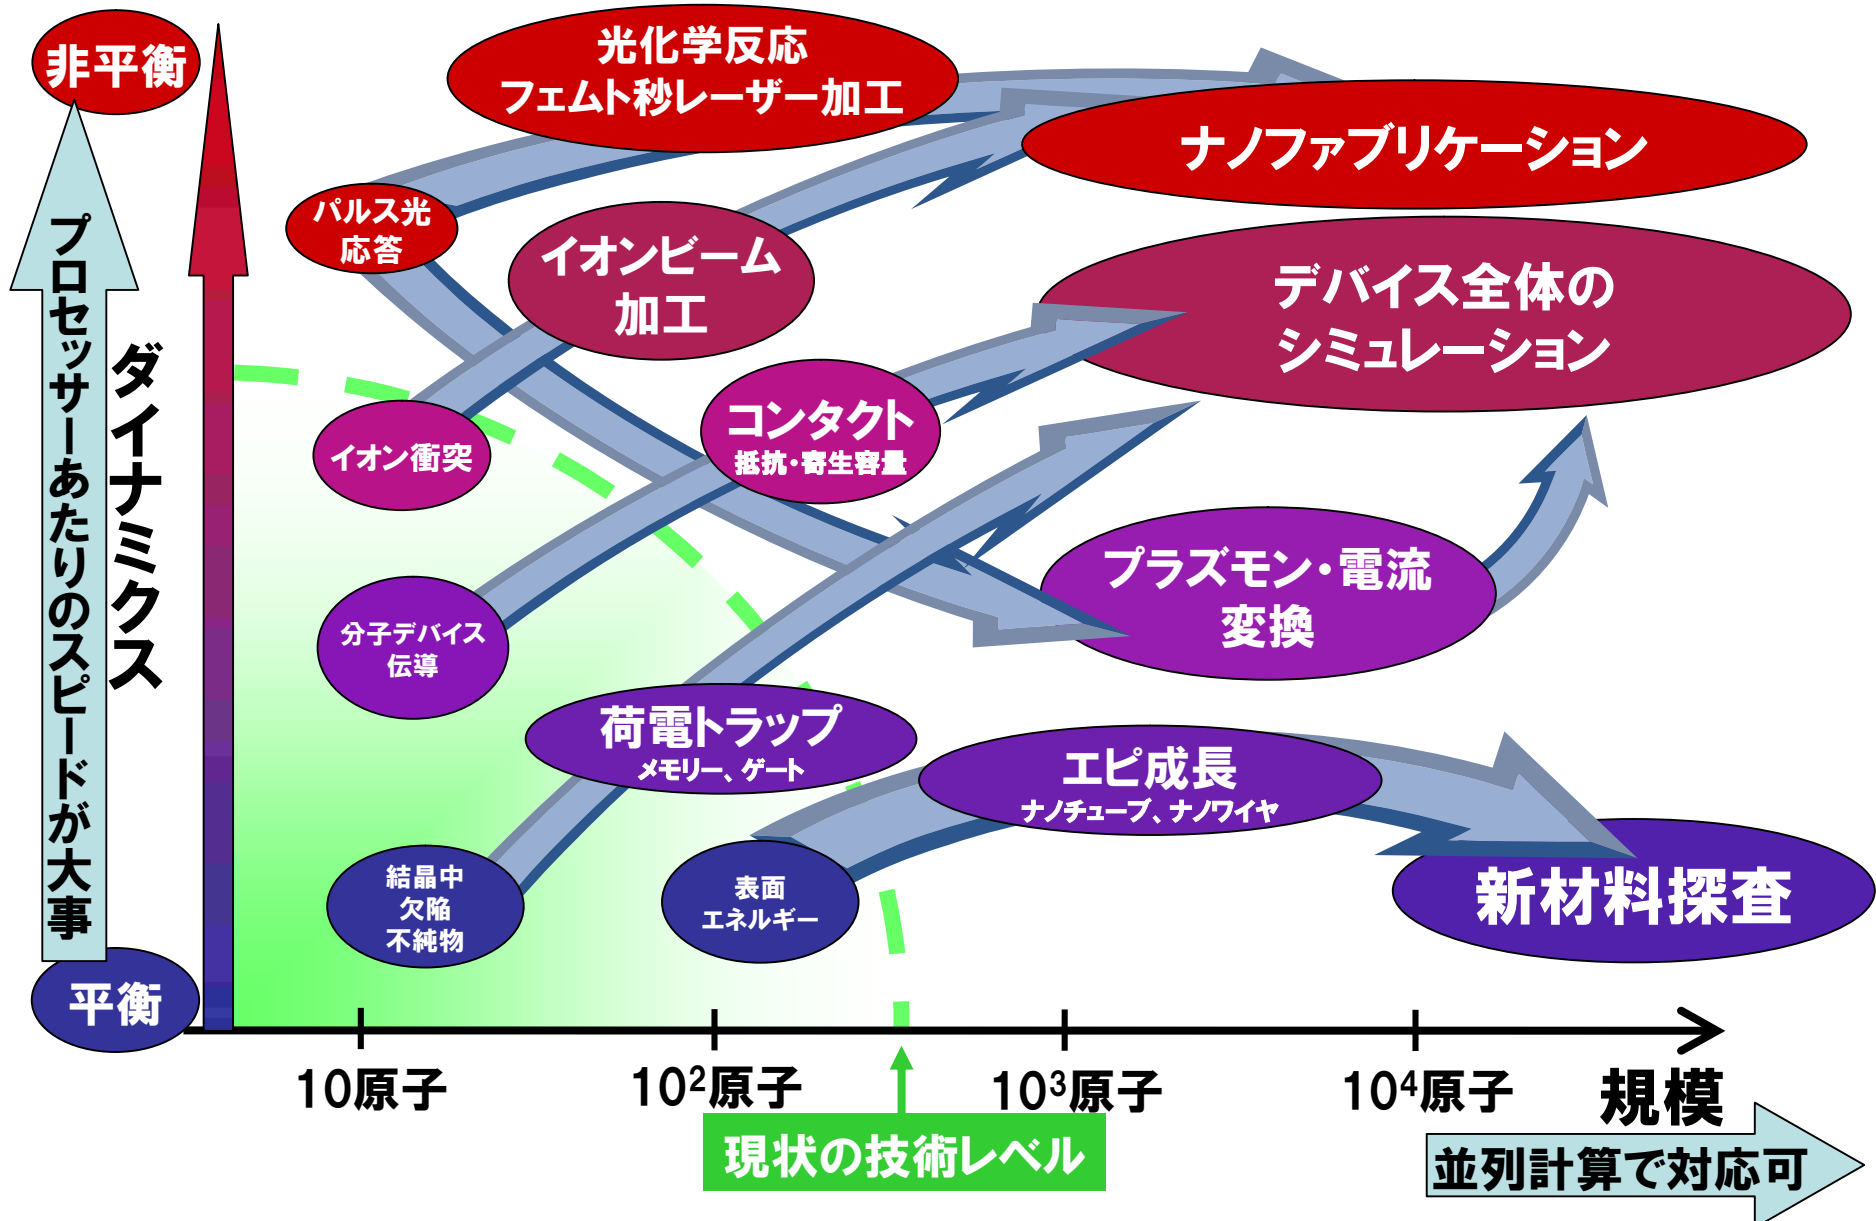 非平衡
プロセッサーあたりのスピードが大事
平衡
ダイナミクス
光化学反応
フェムト秒レーザー加工
ナノファブリケーション
パルス光
応答
イオンビーム
加工
デバイス全体の
シミュレーション
イオン衝突
コンタクト
抵抗・寄生容量
プラズモン・電流
変換
分子デバイス
伝導
荷電トラップ
メモリー、ゲート
エピ成長
ナノチューブ、ナノワイヤ
結晶中
欠陥
不純物
表面
エネルギー
新材料探査
10原子
10²原子
10³原子
10⁴原子
規模
現状の技術レベル
並列計算で対応可